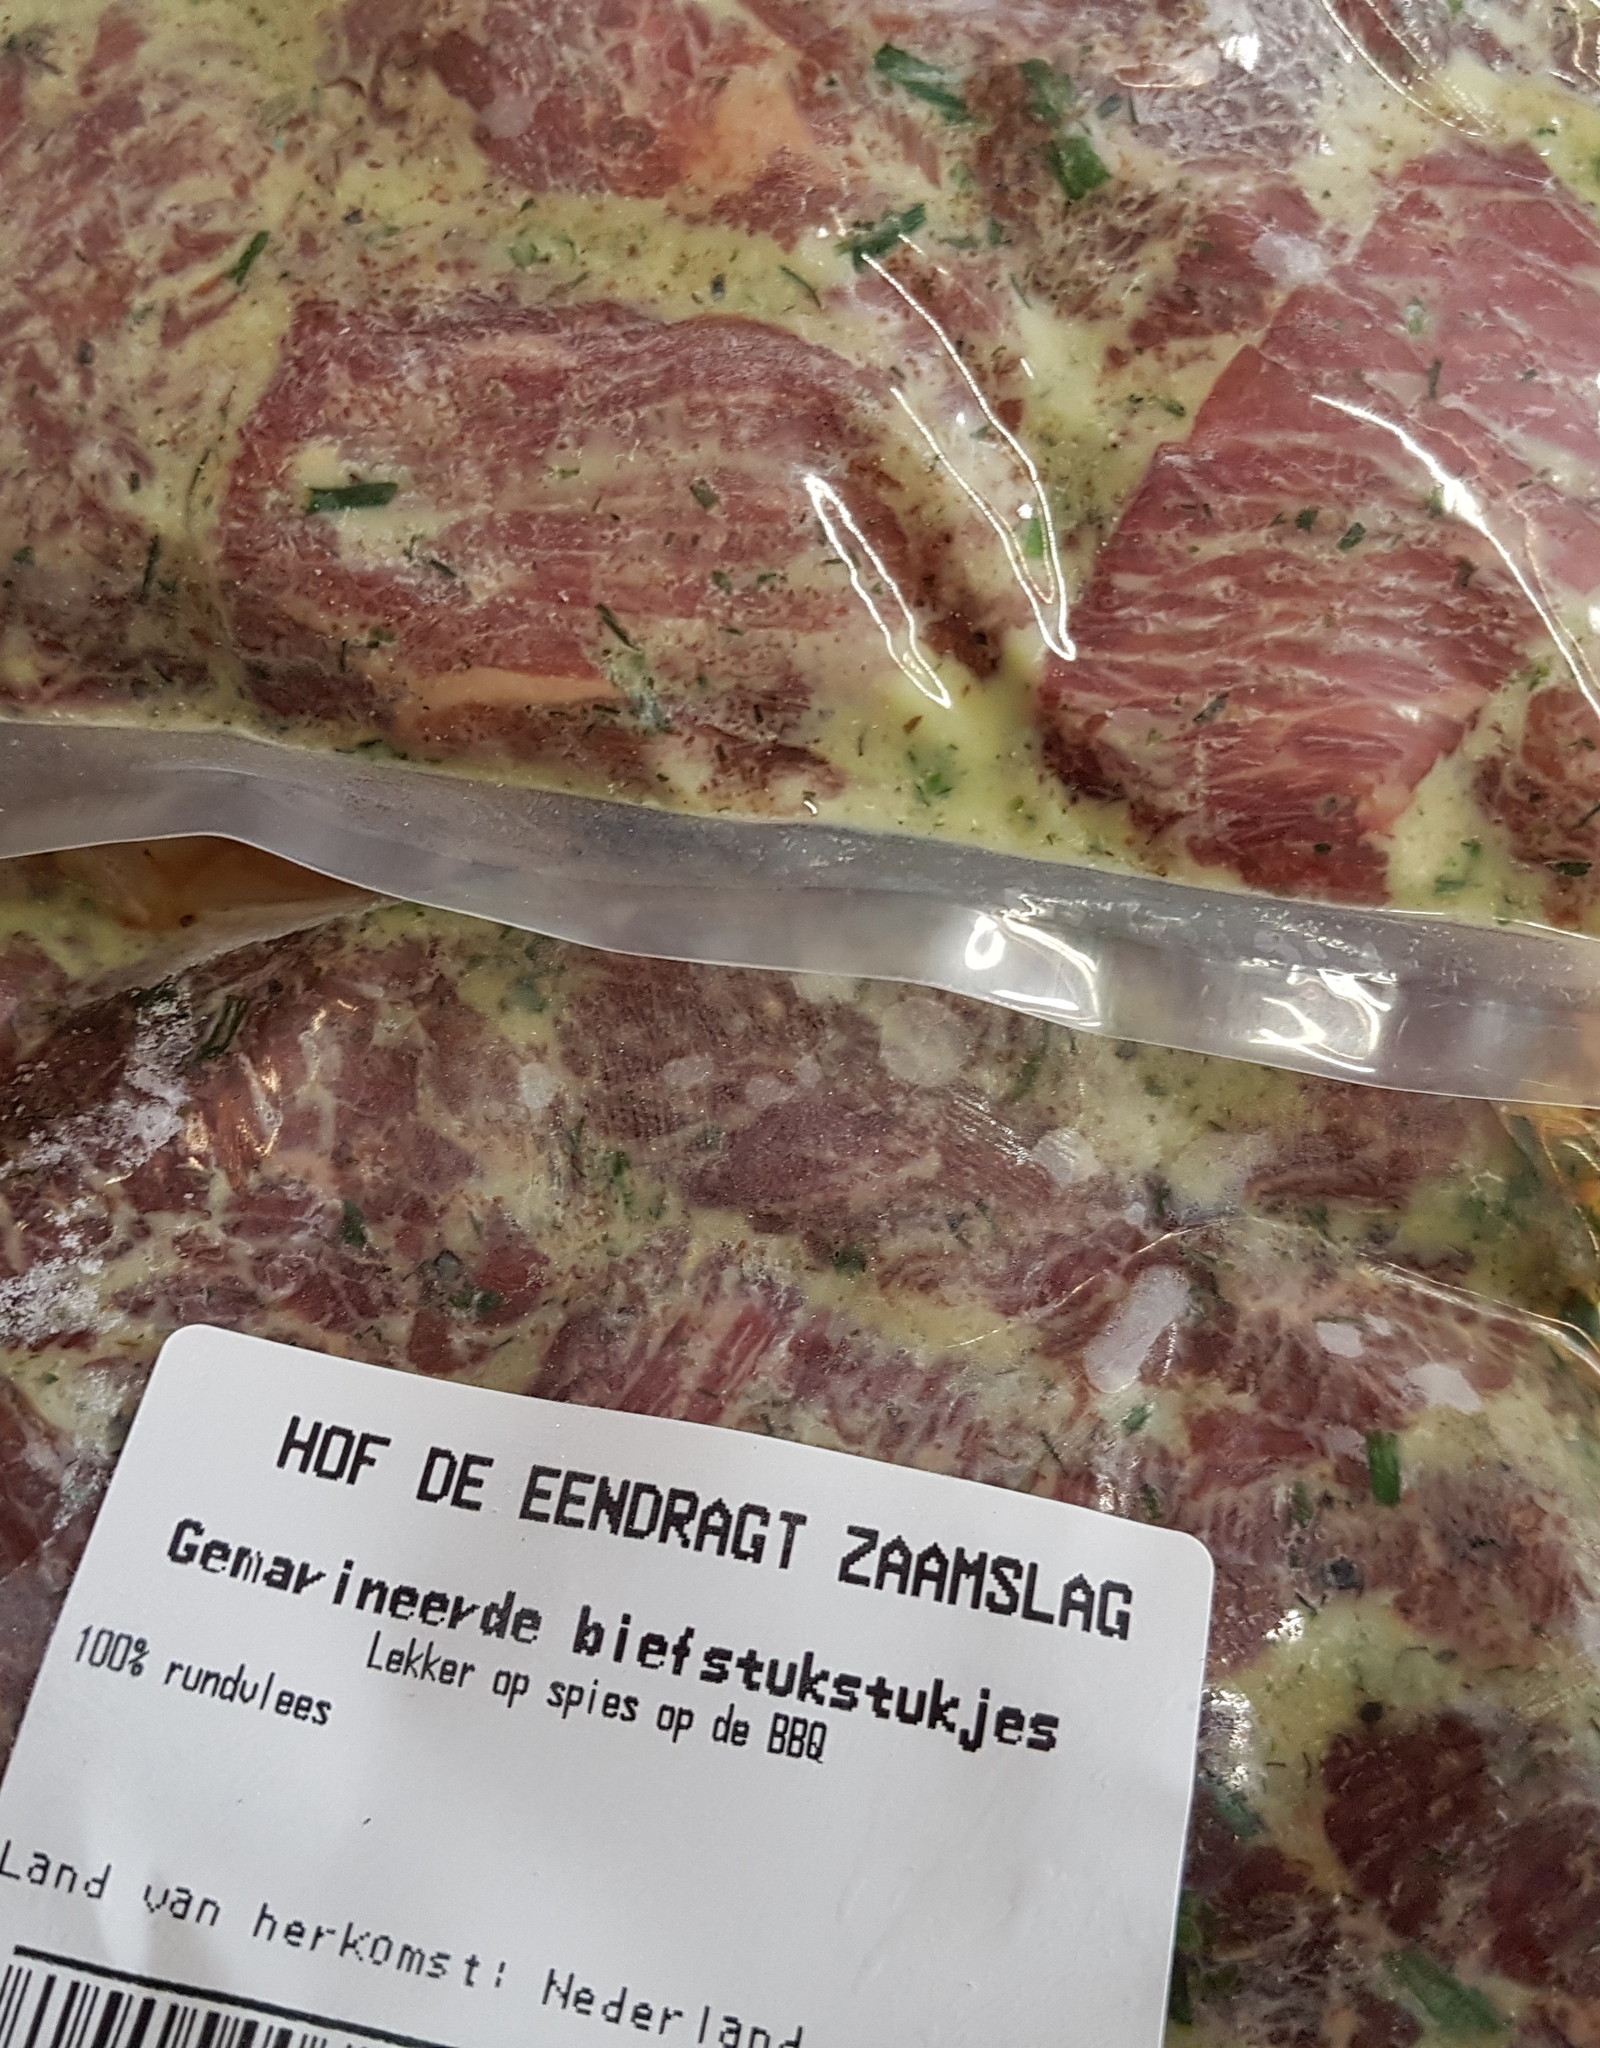 HOF DE EENDRAGT ZAAMSLAG
Gemarineerde biefstukstukjes
Lekker op spies op de BBQ
100% rundvlees
Land van herkomst: Nederland